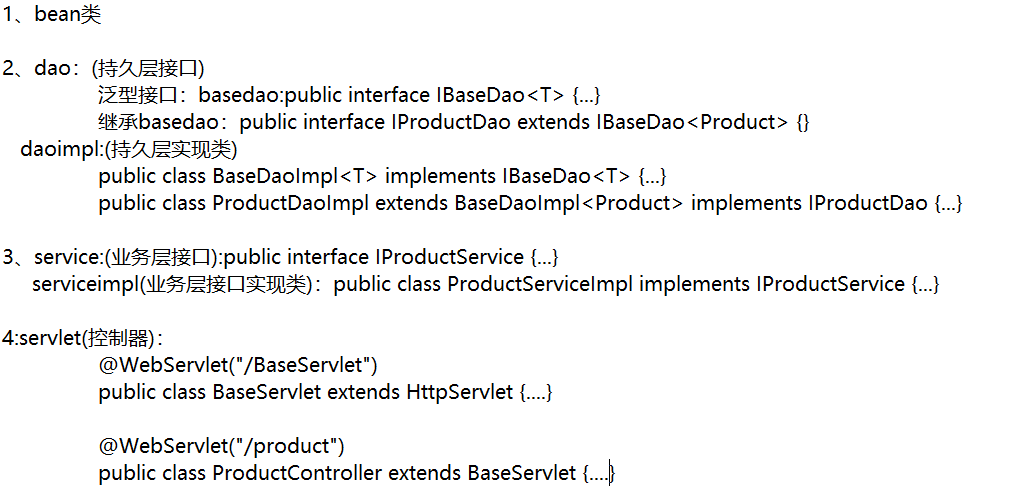 1、bean类
2、dao：(持久层接口)
泛型接口：basedao:public interface IBaseDao<T> {...}
继承basedao：public interface IProductDao extends IBaseDao<Product> {}
daoimpl:(持久层实现类)
public class BaseDaoImpl<T> implements IBaseDao<T> {...}
public class ProductDaoImpl extends BaseDaoImpl<Product> implements IProductDao {...}
3、service:(业务层接口):public interface IProductService {...}
serviceimpl(业务层接口实现类)：public class ProductServiceImpl implements IProductService {...}
4:servlet(控制器)：
@WebServlet("/BaseServlet")
public class BaseServlet extends HttpServlet {....}
@WebServlet("/product")
public class ProductController extends BaseServlet {....}